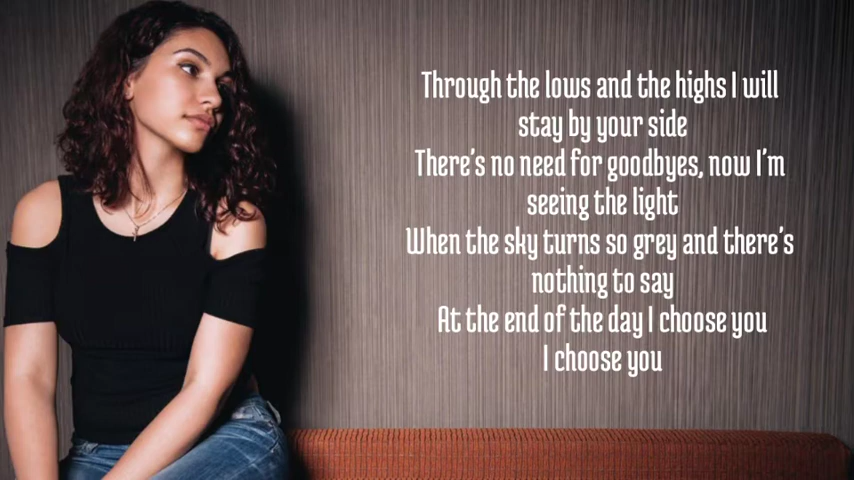 Through the lows and the highs I will
stay by your side
There's no need for goodbyes, now I'm
seeing the light
When the sky turns so grey and there's
nothing to say
At the end of the day I choose you
I choose you